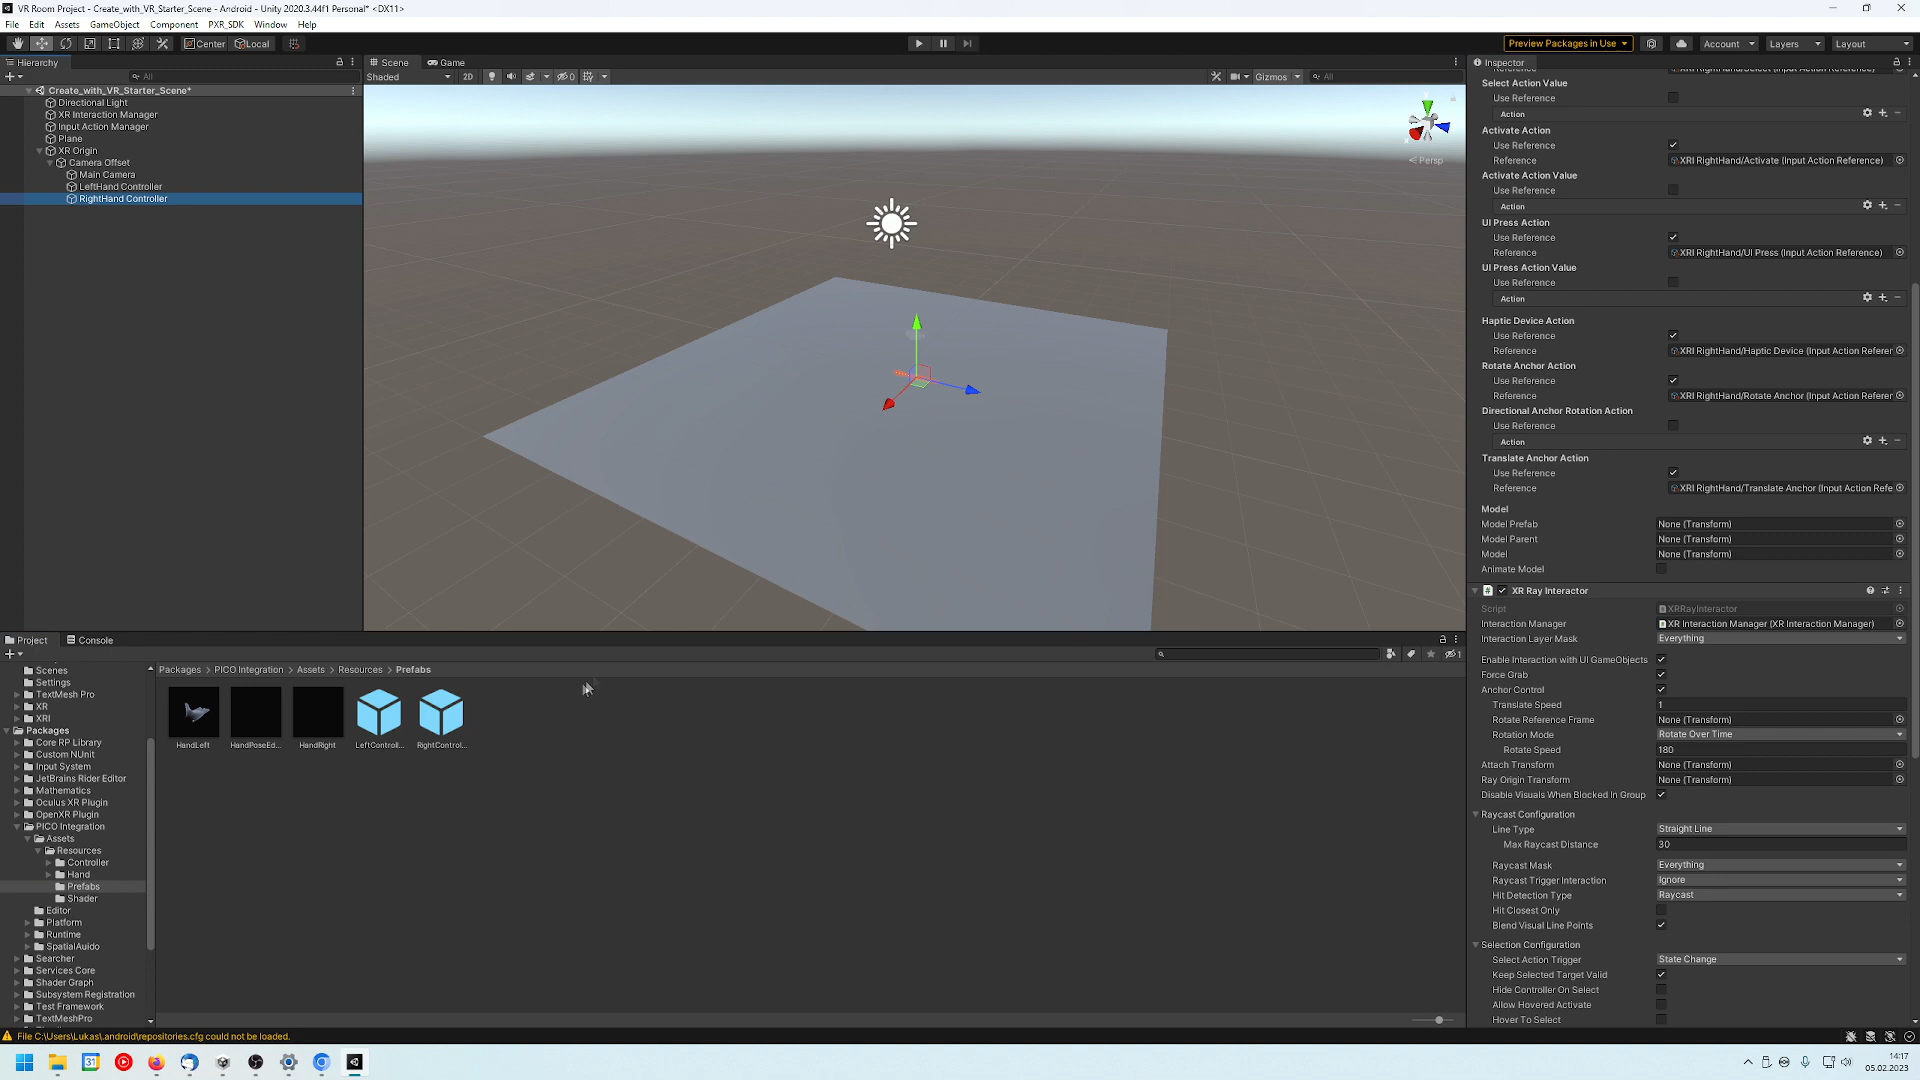 VR Room Project - Create_with_VR_Starter_Scene - Android - Unity 2020.3.44f1 Personal* <DX11>
File Edit Assets GameObject Component PXR_SDK Window Help
Center Local
Preview Packages in Use Account Layers Layout
Hierarchy
All
Create_with_VR_Starter_Scene*
Directional Light
XR Interaction Manager
Input Action Manager
Plane
XR Origin
Camera Offset
Main Camera
LeftHand Controller
RightHand Controller
Scene Game
Shaded 2D 0 Gizmos All
< Persp
Inspector
Select Action Value
Use Reference
Action
Activate Action
Use Reference
Reference XRI RightHand/Activate (Input Action Reference)
Activate Action Value
Use Reference
Action
UI Press Action
Use Reference
Reference XRI RightHand/UI Press (Input Action Reference)
UI Press Action Value
Use Reference
Action
Haptic Device Action
Use Reference
Reference XRI RightHand/Haptic Device (Input Action Referer
Rotate Anchor Action
Use Reference
Reference XRI RightHand/Rotate Anchor (Input Action Referer
Directional Anchor Rotation Action
Use Reference
Action
Translate Anchor Action
Use Reference
Reference XRI RightHand/Translate Anchor (Input Action Refe
Model
Model Prefab None (Transform)
Model Parent None (Transform)
Model None (Transform)
Animate Model
XR Ray Interactor
Script XRRayInteractor
Interaction Manager XR Interaction Manager (XR Interaction Manager)
Interaction Layer Mask Everything
Enable Interaction with UI GameObjects
Force Grab
Anchor Control
Translate Speed 1
Rotate Reference Frame None (Transform)
Rotation Mode Rotate Over Time
Rotate Speed 180
Attach Transform None (Transform)
Ray Origin Transform None (Transform)
Disable Visuals When Blocked In Group
Raycast Configuration
Line Type Straight Line
Max Raycast Distance 30
Raycast Mask Everything
Raycast Trigger Interaction Ignore
Hit Detection Type Raycast
Hit Closest Only
Blend Visual Line Points
Selection Configuration
Select Action Trigger State Change
Keep Selected Target Valid
Hide Controller On Select
Allow Hovered Activate
Hover To Select
Project Console
1
Scenes
Settings
TextMesh Pro
XR
XRI
Packages
Core RP Library
Custom NUnit
Input System
JetBrains Rider Editor
Mathematics
Oculus XR Plugin
OpenXR Plugin
PICO Integration
Assets
Resources
Controller
Hand
Prefabs
Shader
Editor
Platform
Runtime
SpatialAuido
Searcher
Services Core
Shader Graph
Subsystem Registration
Test Framework
TextMeshPro
Packages > PICO Integration > Assets > Resources > Prefabs
HandLeft HandPoseEd... HandRight LeftControll... RightControl...
File C:\Users\Lukas\.android\repositories.cfg could not be loaded.
31
14:17
05.02.2023